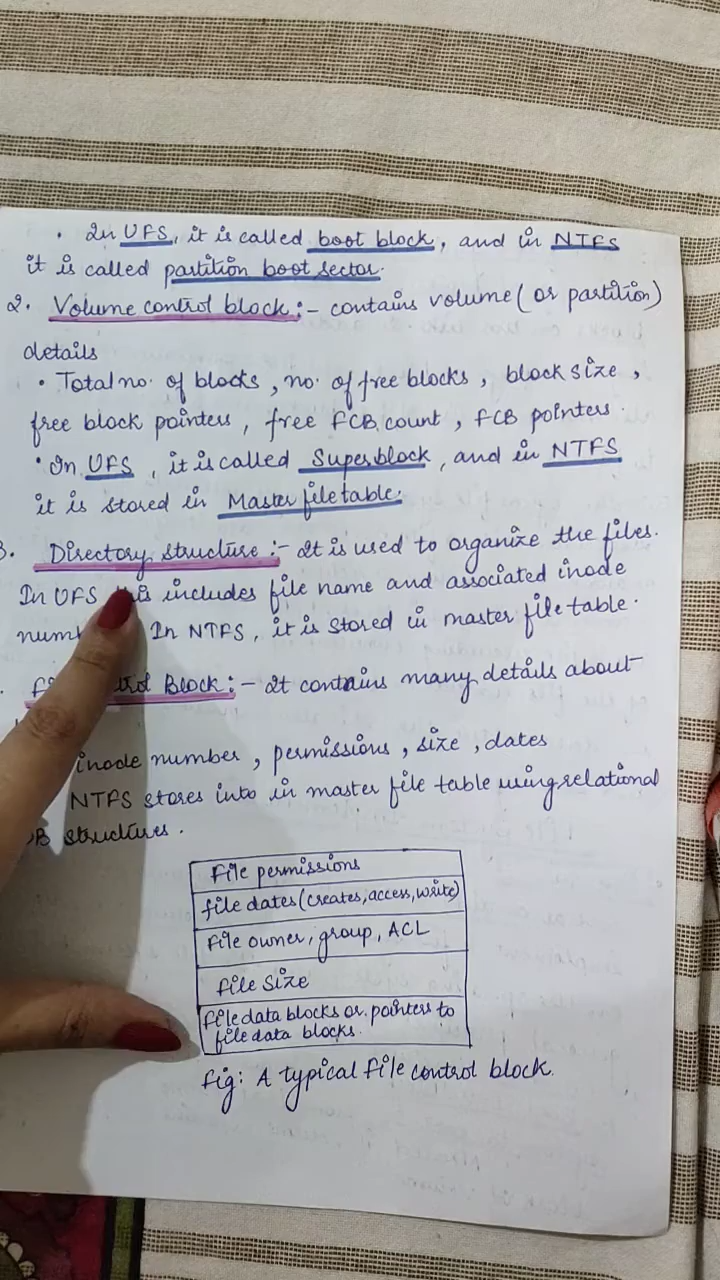 • In UFS, it is called boot block, and in NTFS
it is called partition boot sector.
2. Volume control block :- contains volume (or partition)
details
• Total no. of blocks, no. of free blocks, block size,
free block pointers, free FCB count, FCB pointers.
• In UFS, it is called Superblock, and in NTFS
it is stored in Master file table.
3. Directory structure :- It is used to organize the files.
In UFS this includes file name and associated inode
In NTFS, it is stored in master file table.
Block :- It contains many details about
inode number, permissions, size, dates
NTFS stores into in master file table using relational
DB structures.
File permissions
file dates (creates, access, write)
File owner, group, ACL
file size
file data blocks or pointers to
file data blocks.
fig: A typical file control block.